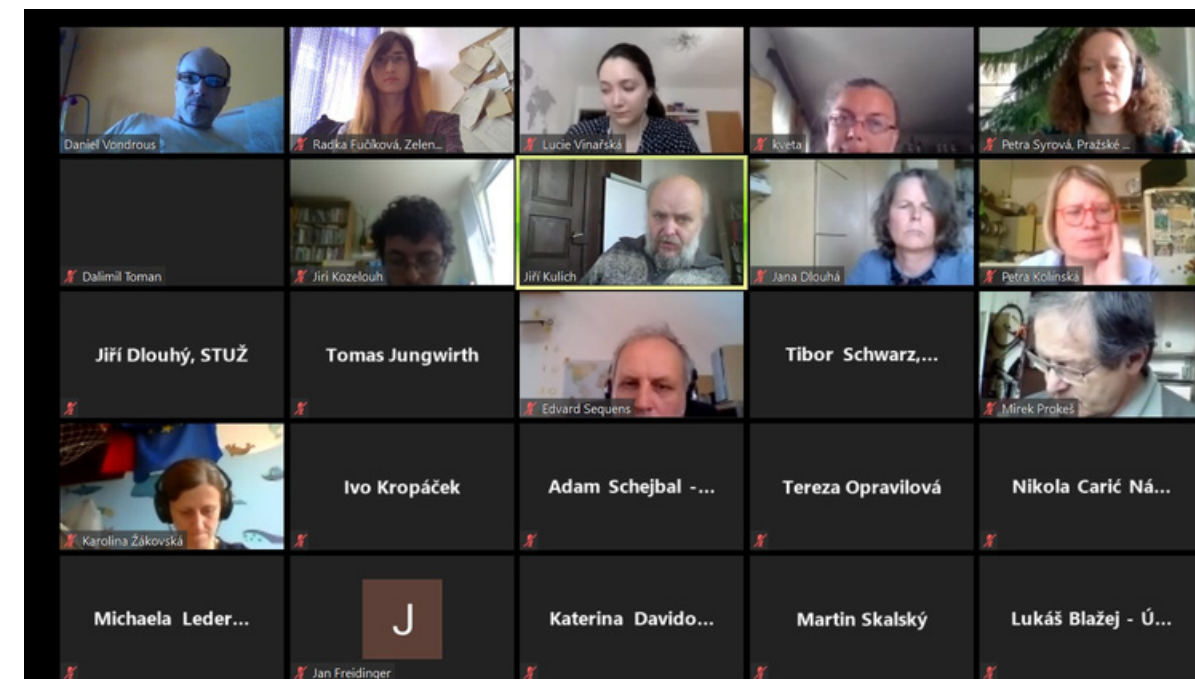 Daniel Vondrous
Radka Fučíková, Zelen...
Lucie Vinařská
kveta
Petra Syrová, Pražské ...
Dalimil Toman
Jiri Kozelouh
Jiří Kulich
Jana Dlouhá
Petra Kolínská
Jiří Dlouhý, STUŽ
Tomas Jungwirth
Edvard Sequens
Tibor Schwarz,...
Mirek Prokeš
Karolina Žákovská
Ivo Kropáček
Adam Schejbal -...
Tereza Opravilová
Nikola Carić Ná...
Michaela Leder...
J
Jan Freidinger
Katerina Davido...
Martin Skalský
Lukáš Blažej - Ú...